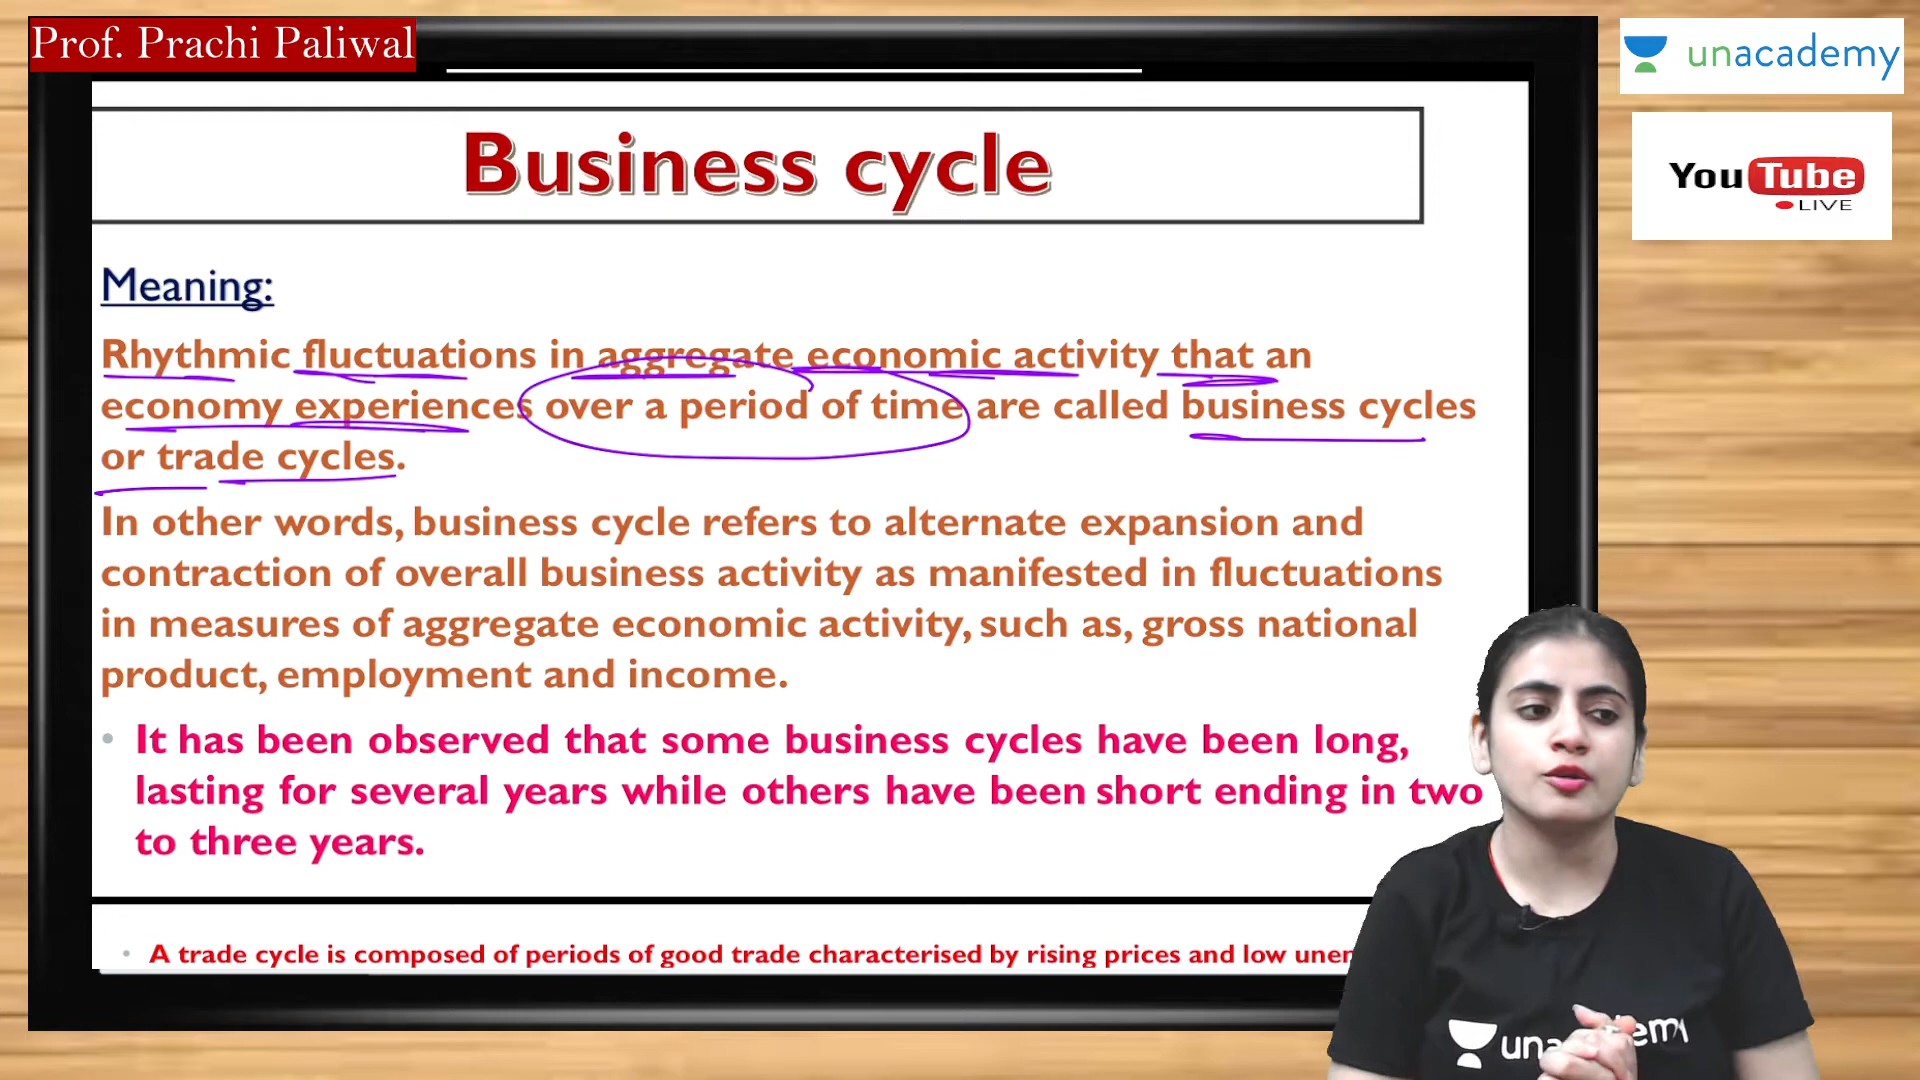 Prof. Prachi Paliwal
unacademy
YouTube
LIVE
Business cycle
Meaning:
Rhythmic fluctuations in aggregate economic activity that an
economy experiences over a period of time are called business cycles
or trade cycles.
In other words, business cycle refers to alternate expansion and
contraction of overall business activity as manifested in fluctuations
in measures of aggregate economic activity, such as, gross national
product, employment and income.
• It has been observed that some business cycles have been long,
lasting for several years while others have been short ending in two
to three years.
• A trade cycle is composed of periods of good trade characterised by rising prices and low